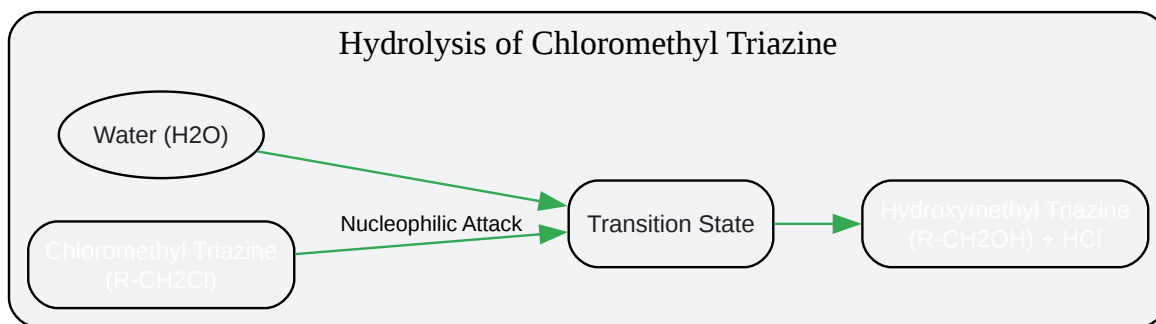 Hydrolysis of Chloromethyl Triazine
Water (H2O)
Chloromethyl Triazine
(R-CH2Cl)
Nucleophilic Attack
Transition State
Hydroxymethyl Triazine
(R-CH2OH) + HCl